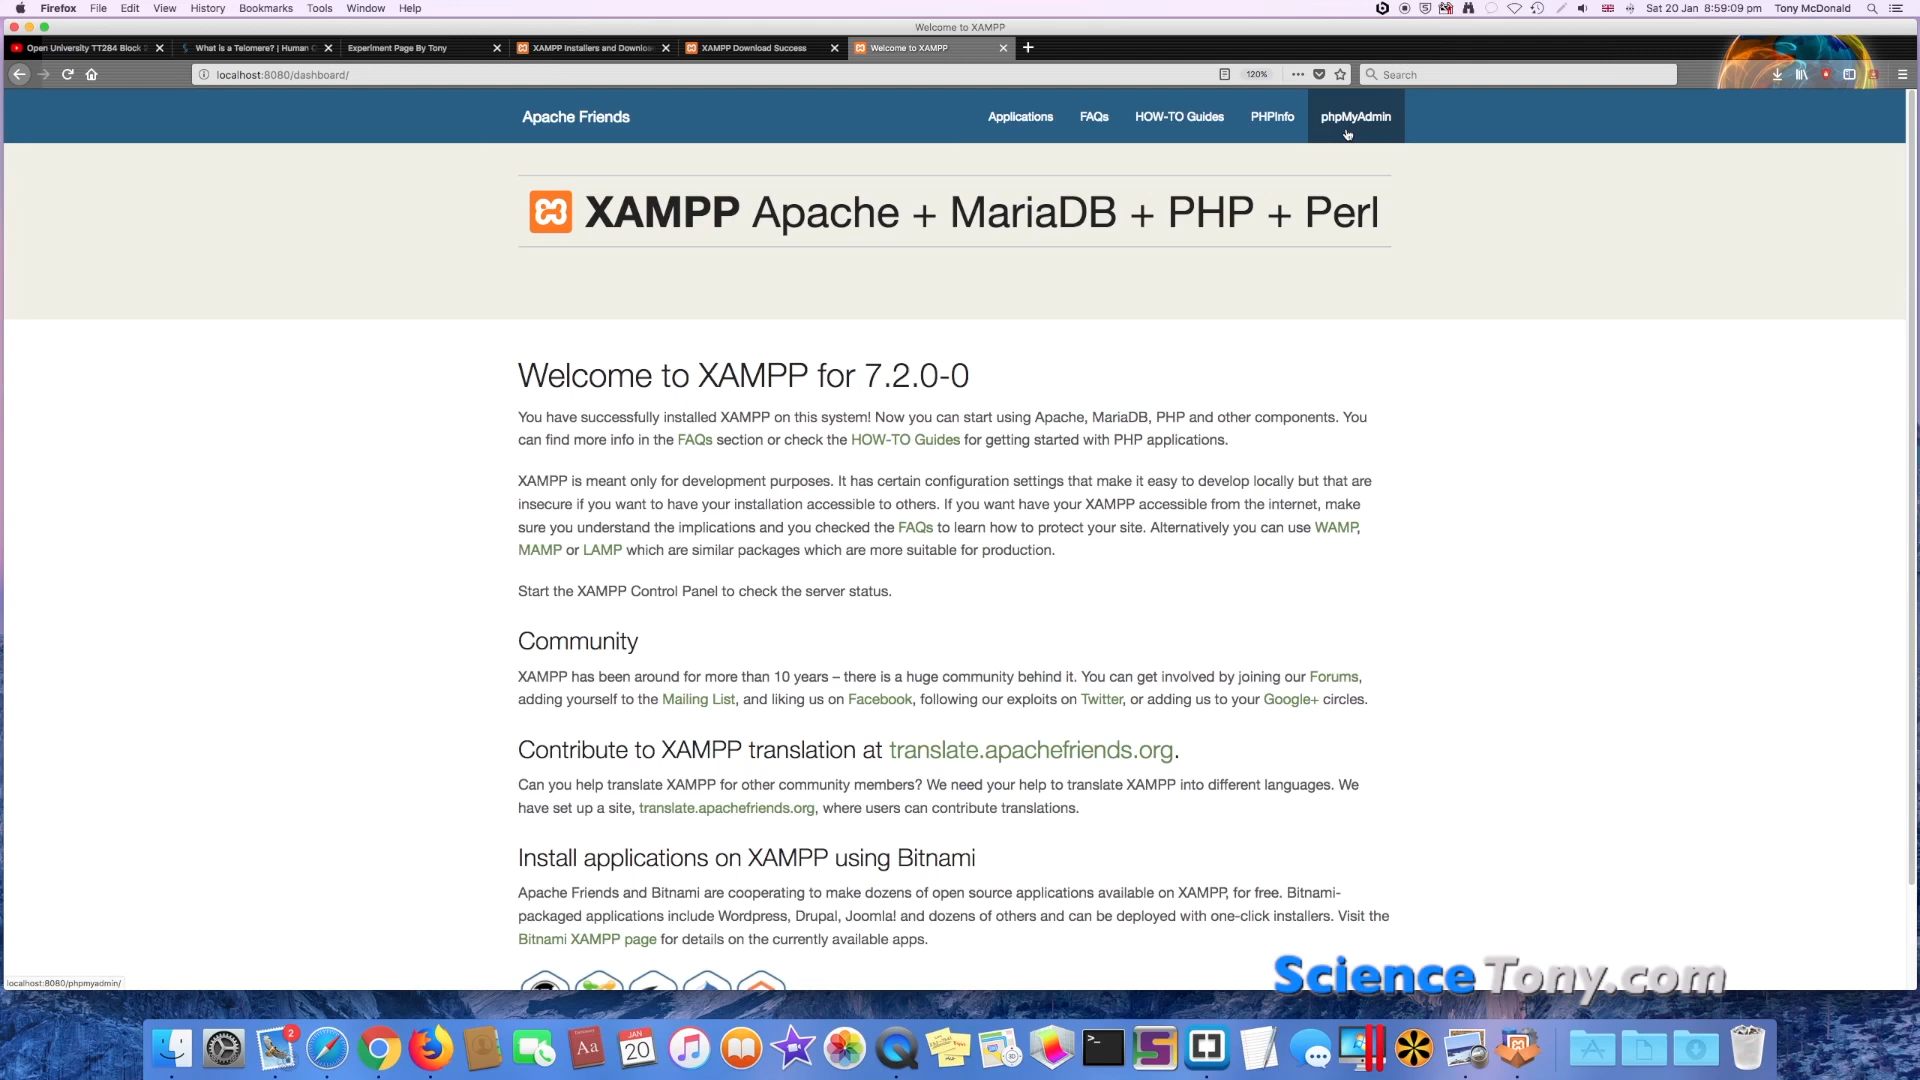 Firefox File Edit View History Bookmarks Tools Window Help
Sat 20 Jan 8:59:09 pm Tony McDonald
Welcome to XAMPP
Open University TT284 Block 2
What is a Telomere? | Human C
Experiment Page By Tony
XAMPP Installers and Downloa
XAMPP Download Success
Welcome to XAMPP
localhost:8080/dashboard/
120%
Search
Apache Friends
Applications FAQs HOW-TO Guides PHPInfo phpMyAdmin
XAMPP Apache + MariaDB + PHP + Perl
Welcome to XAMPP for 7.2.0-0
You have successfully installed XAMPP on this system! Now you can start using Apache, MariaDB, PHP and other components. You
can find more info in the FAQs section or check the HOW-TO Guides for getting started with PHP applications.
XAMPP is meant only for development purposes. It has certain configuration settings that make it easy to develop locally but that are
insecure if you want to have your installation accessible to others. If you want have your XAMPP accessible from the internet, make
sure you understand the implications and you checked the FAQs to learn how to protect your site. Alternatively you can use WAMP,
MAMP or LAMP which are similar packages which are more suitable for production.
Start the XAMPP Control Panel to check the server status.
Community
XAMPP has been around for more than 10 years – there is a huge community behind it. You can get involved by joining our Forums,
adding yourself to the Mailing List, and liking us on Facebook, following our exploits on Twitter, or adding us to your Google+ circles.
Contribute to XAMPP translation at translate.apachefriends.org.
Can you help translate XAMPP for other community members? We need your help to translate XAMPP into different languages. We
have set up a site, translate.apachefriends.org, where users can contribute translations.
Install applications on XAMPP using Bitnami
Apache Friends and Bitnami are cooperating to make dozens of open source applications available on XAMPP, for free. Bitnami-
packaged applications include Wordpress, Drupal, Joomla! and dozens of others and can be deployed with one-click installers. Visit the
Bitnami XAMPP page for details on the currently available apps.
ScienceTony.com
localhost:8080/phpmyadmin/
2
Aa
JAN
20